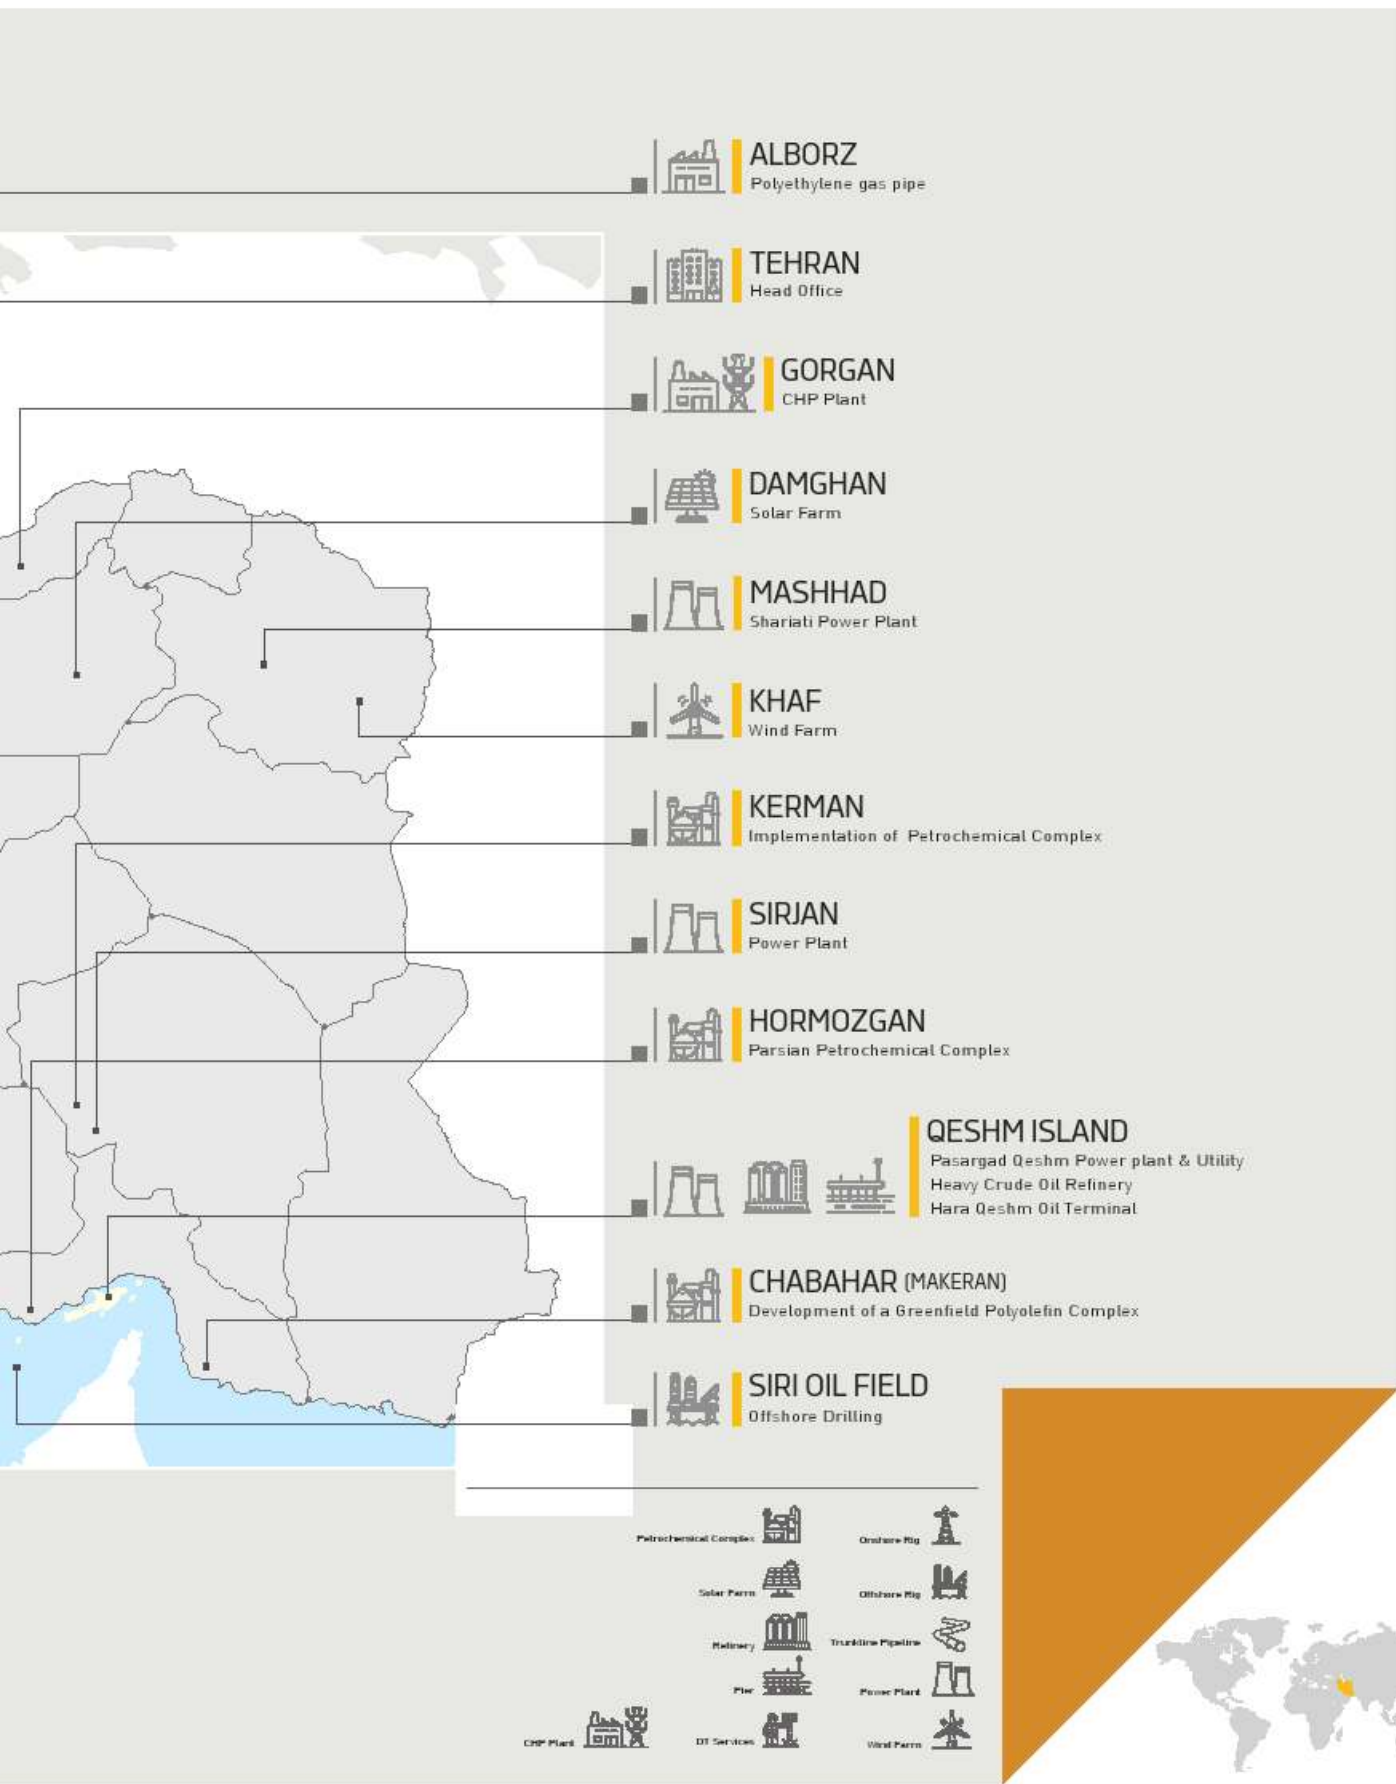 ALBORZ
Polyethylene gas pipe
TEHRAN
Head Office
GORGAN
CHP Plant
DAMGHAN
Solar Farm
MASHHAD
Shariati Power Plant
KHAF
Wind Farm
KERMAN
Implementation of Petrochemical Complex
SIRJAN
Power Plant
HORMOZGAN
Parsian Petrochemical Complex
QESHM ISLAND
Pasargad Qeshm Power plant & Utility
Heavy Crude Oil Refinery
Hara Qeshm Oil Terminal
CHABAHAR (MAKERAN)
Development of a Greenfield Polyolefin Complex
SIRI OIL FIELD
Offshore Drilling
Petrochemical Complex
Onshore Rig
Solar Farm
Offshore Rig
Refinery
Trunkline Pipeline
Pier
Power Plant
CHP Plant
DT Services
Wind Farm